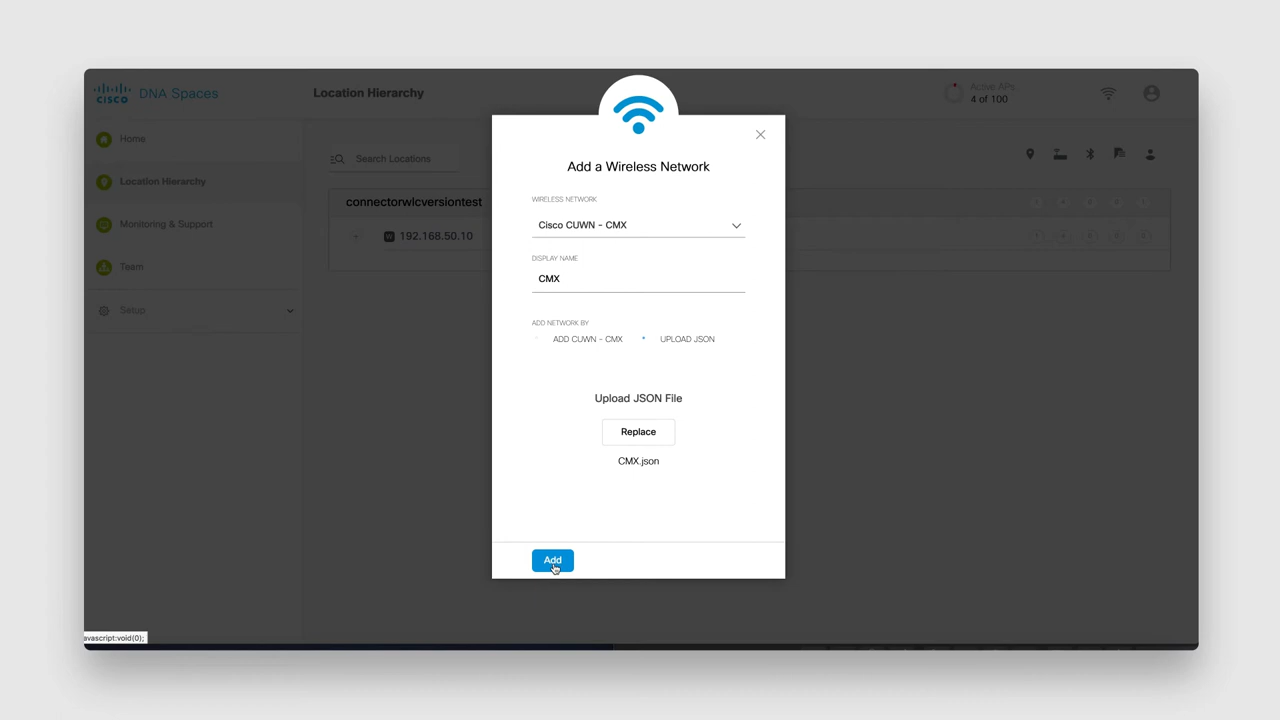 cisco DNA Spaces
Location Hierarchy
Active APs..
4 of 100
Home
Location Hierarchy
Monitoring & Support
Team
Setup
Search Locations
connectorwlcversiontest
192.168.50.10
Add a Wireless Network
WIRELESS NETWORK
Cisco CUWN - CMX
DISPLAY NAME
CMX
ADD NETWORK BY
ADD CUWN - CMX UPLOAD JSON
Upload JSON File
Replace
CMX.json
Add
avascript:void(0);